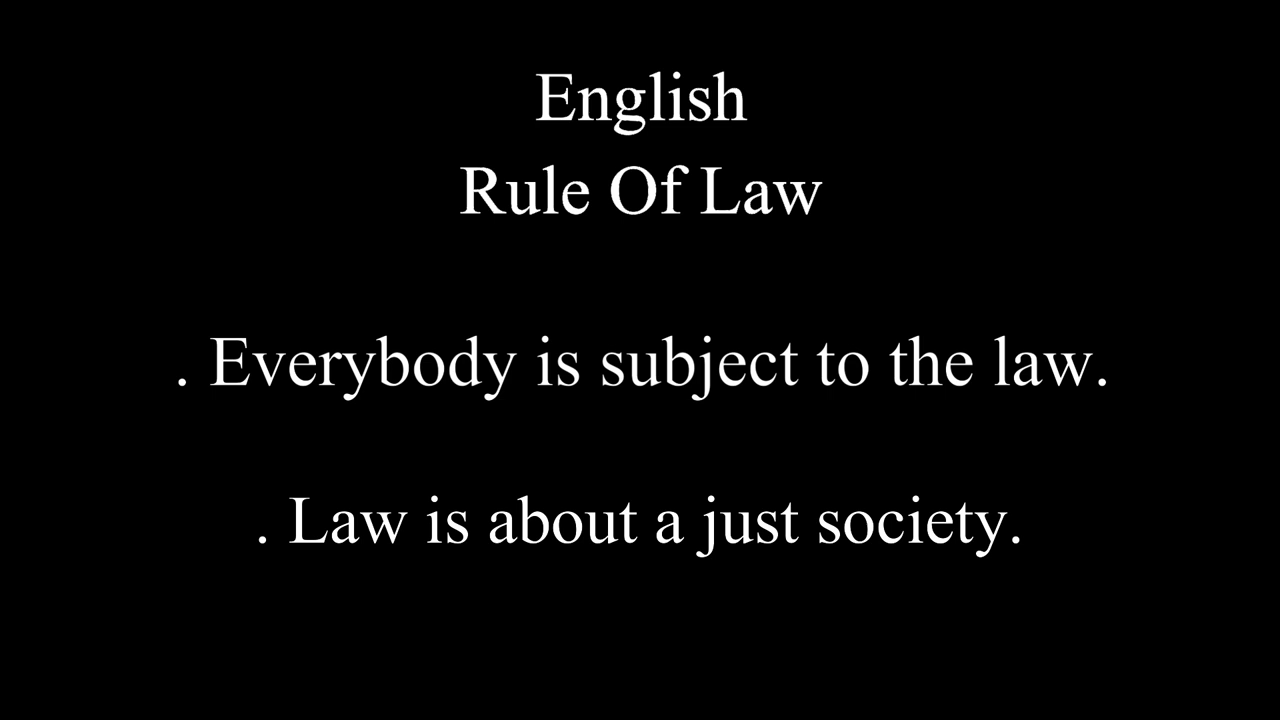 English
Rule Of Law
. Everybody is subject to the law.
. Law is about a just society.